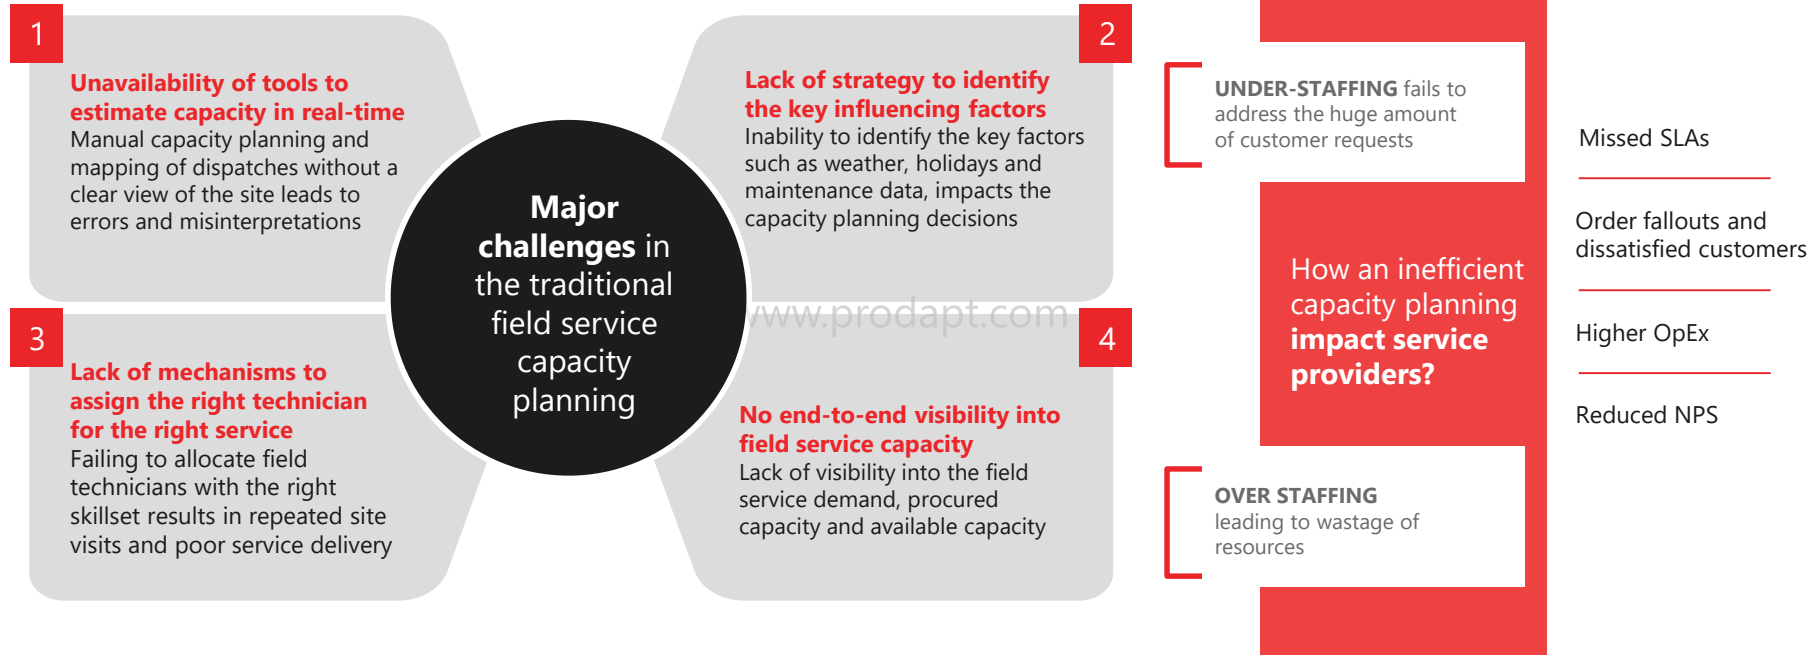 1
Unavailability of tools to
estimate capacity in real-time
Manual capacity planning and
mapping of dispatches without a
clear view of the site leads to
errors and misinterpretations
2
Lack of strategy to identify
the key influencing factors
Inability to identify the key factors
such as weather, holidays and
maintenance data, impacts the
capacity planning decisions
Major
challenges in
the traditional
field service
capacity
planning
3
Lack of mechanisms to
assign the right technician
for the right service
Failing to allocate field
technicians with the right
skillset results in repeated site
visits and poor service delivery
www.prodapt.com
4
No end-to-end visibility into
field service capacity
Lack of visibility into the field
service demand, procured
capacity and available capacity
UNDER-STAFFING fails to
address the huge amount
of customer requests
How an inefficient
capacity planning
impact service
providers?
OVER STAFFING
leading to wastage of
resources
Missed SLAs
Order fallouts and
dissatisfied customers
Higher OpEx
Reduced NPS